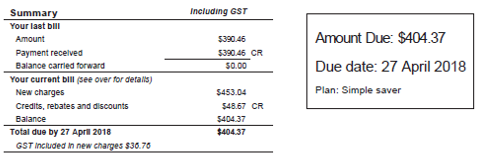 Summary Including GST
Your last bill
Amount $390.46
Payment received $390.46 CR
Balance carried forward $0.00
Your current bill (see over for details)
New charges $453.04
Credits, rebates and discounts $48.67 CR
Balance $404.37
Total due by 27 April 2018 $404.37
GST included in new charges $36.76
Amount Due: $404.37
Due date: 27 April 2018
Plan: Simple saver